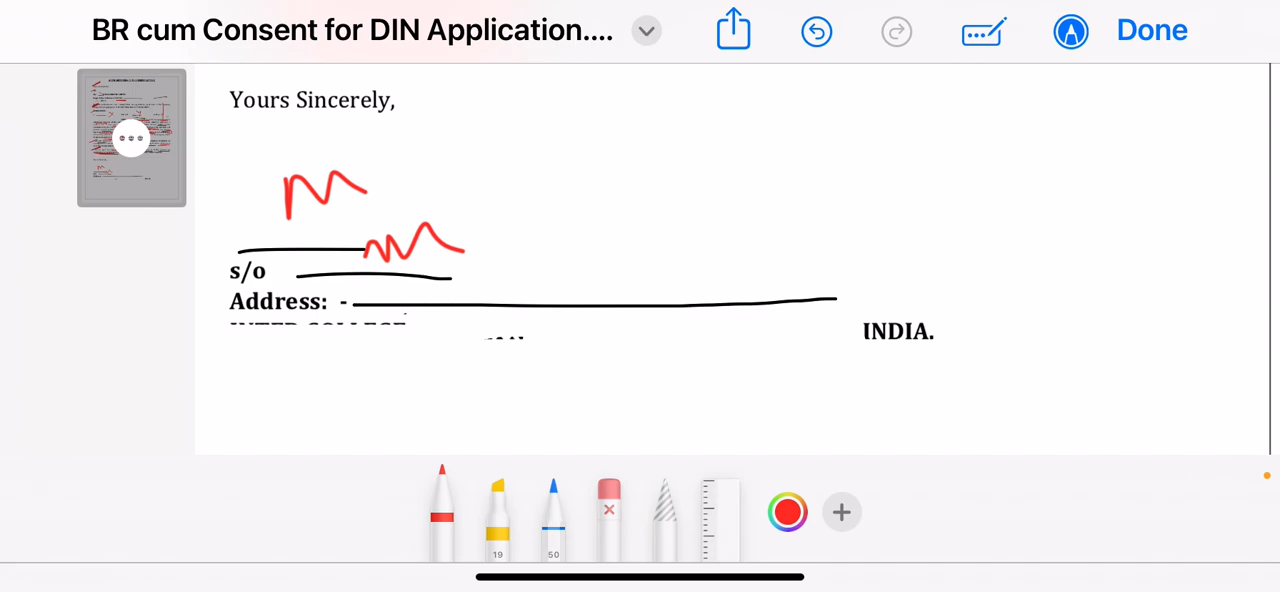 BR cum Consent for DIN Application....
Done
Yours Sincerely,
s/o
Address: -
INDIA.
19
50